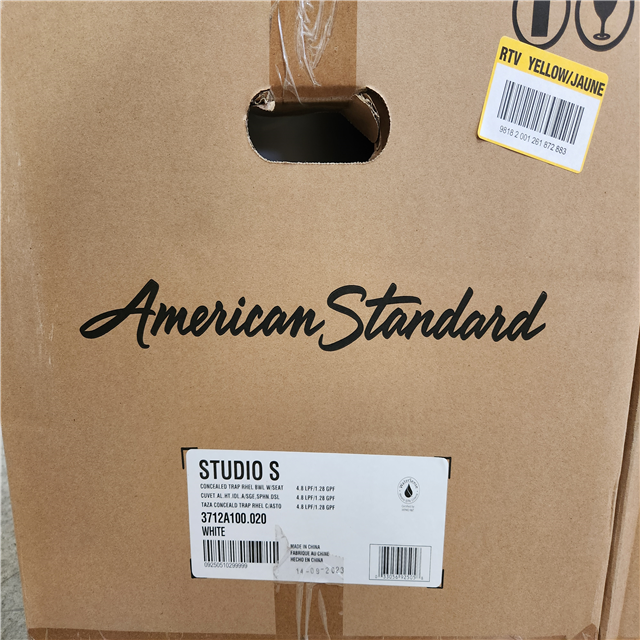 RTV YELLOW/JAUNE
9818 2 001 261 872 883
American Standard
STUDIO S
CONCEALED TRAP RHEL BWL W/SEAT 4.8 LPF/1.28 GPF
CUVET.AL.HT.IDL.A/SGE,SPHN.DSL 4.8 LPF/1.28 GPF
TAZA CONCEALD TRAP RHEL C/ASTO 4.8 LPF/1.28 GPF
3712A100.020
WHITE
MADE IN CHINA
FABRIQUE AU CHINE
HECHO EN CHINA
09250510299999